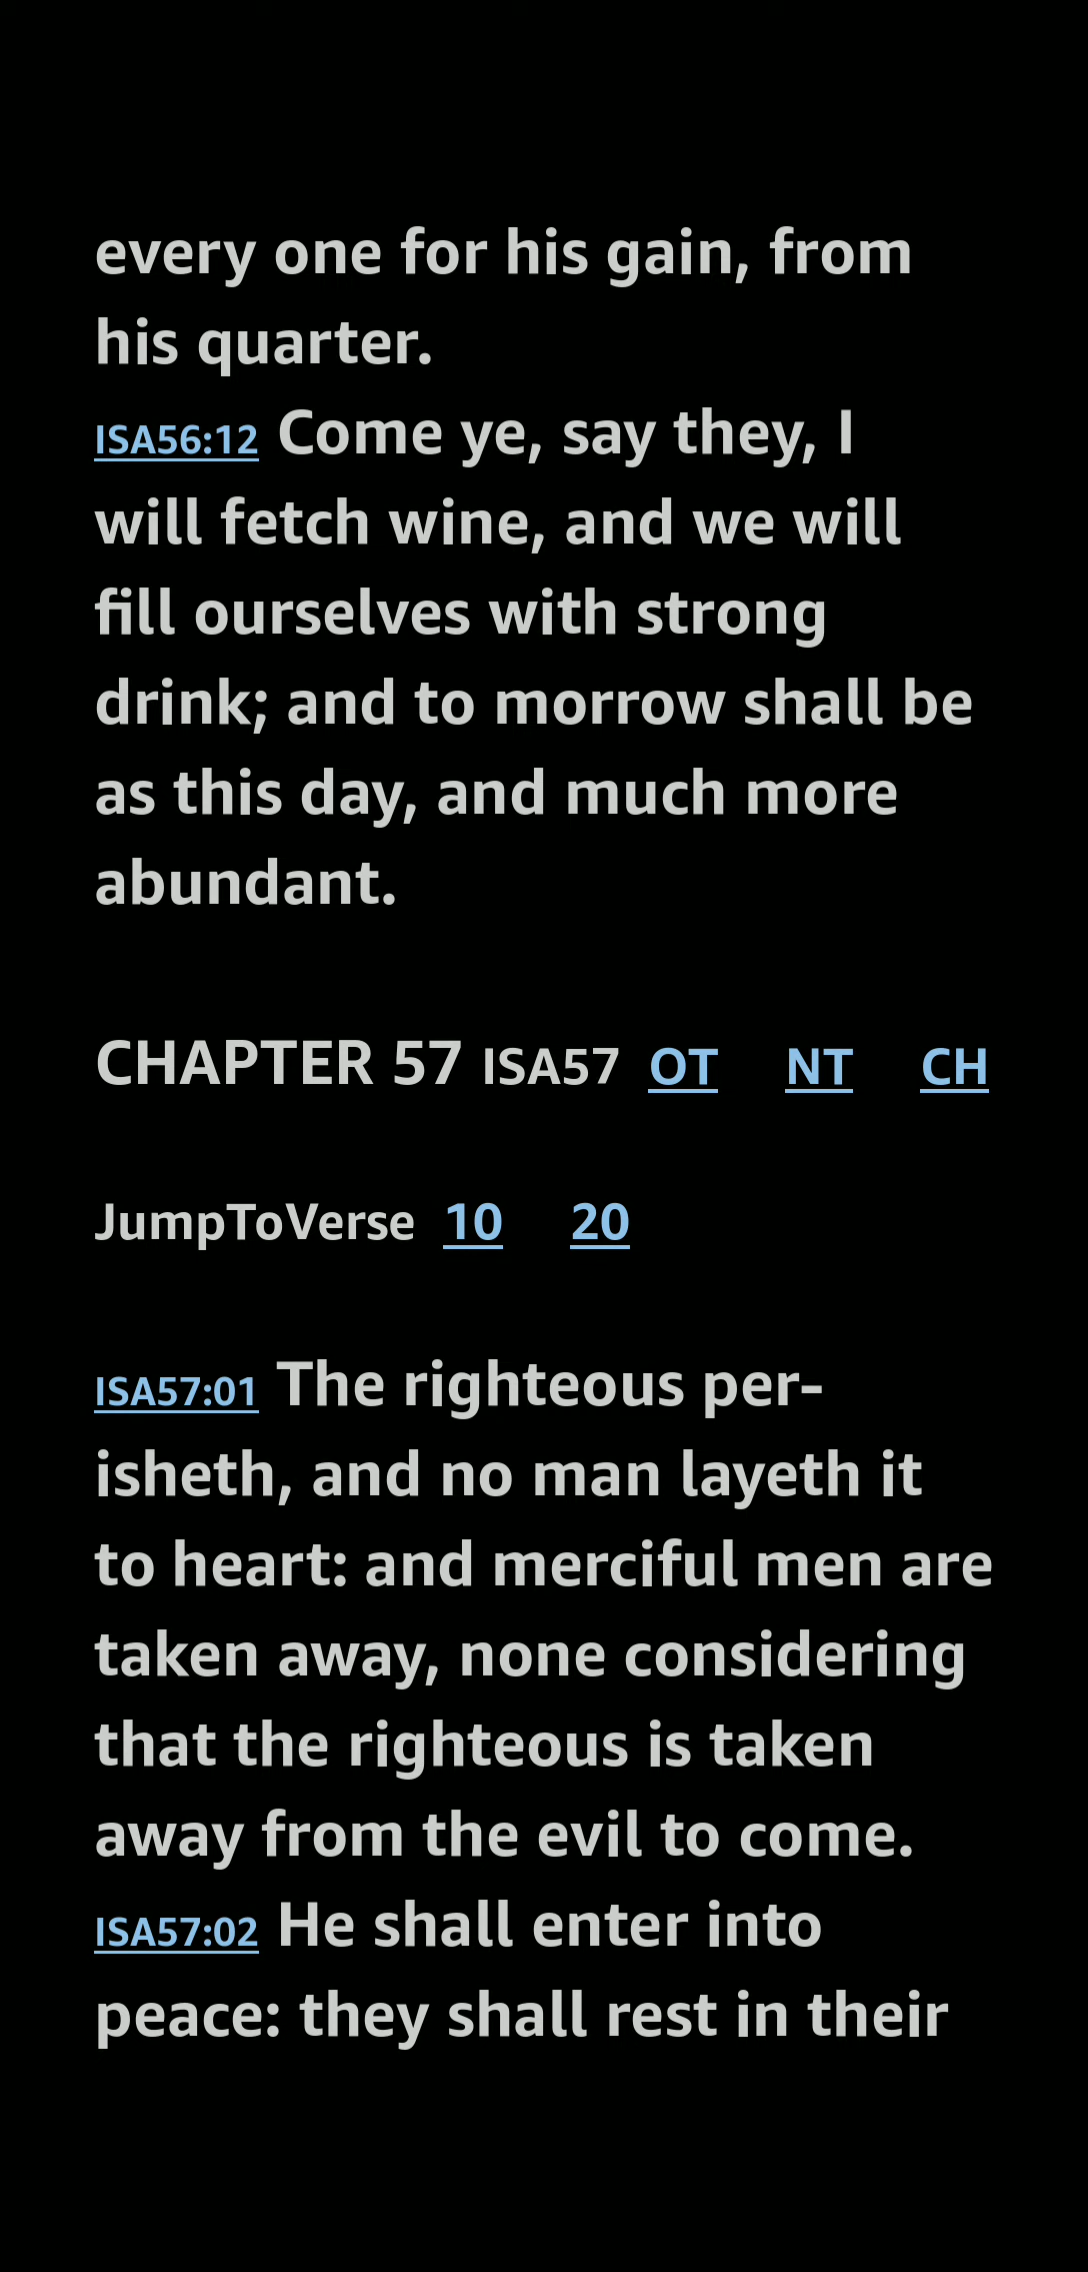 every one for his gain, from
his quarter.
ISA56:12 Come ye, say they, I
will fetch wine, and we will
fill ourselves with strong
drink; and to morrow shall be
as this day, and much more
abundant.
CHAPTER 57 ISA57 OT NT CH
JumpToVerse 10 20
ISA57:01 The righteous per-
isheth, and no man layeth it
to heart: and merciful men are
taken away, none considering
that the righteous is taken
away from the evil to come.
ISA57:02 He shall enter into
peace: they shall rest in their